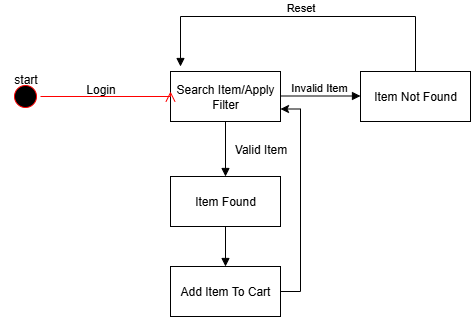 Reset
start
Login
Search Item/Apply
Filter
Invalid Item
Item Not Found
Valid Item
Item Found
Add Item To Cart